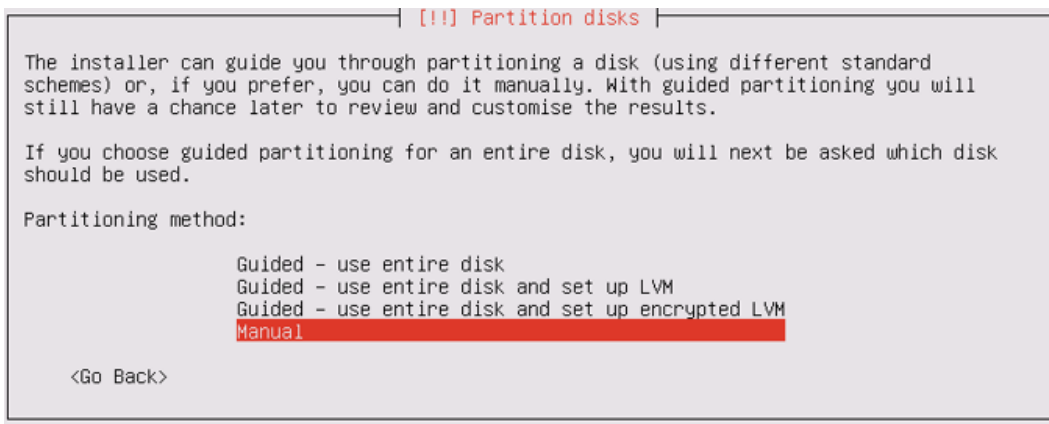 [!!] Partition disks
The installer can guide you through partitioning a disk (using different standard
schemes) or, if you prefer, you can do it manually. With guided partitioning you will
still have a chance later to review and customise the results.
If you choose guided partitioning for an entire disk, you will next be asked which disk
should be used.
Partitioning method:
Guided - use entire disk
Guided - use entire disk and set up LVM
Guided - use entire disk and set up encrypted LVM
Manual
<Go Back>